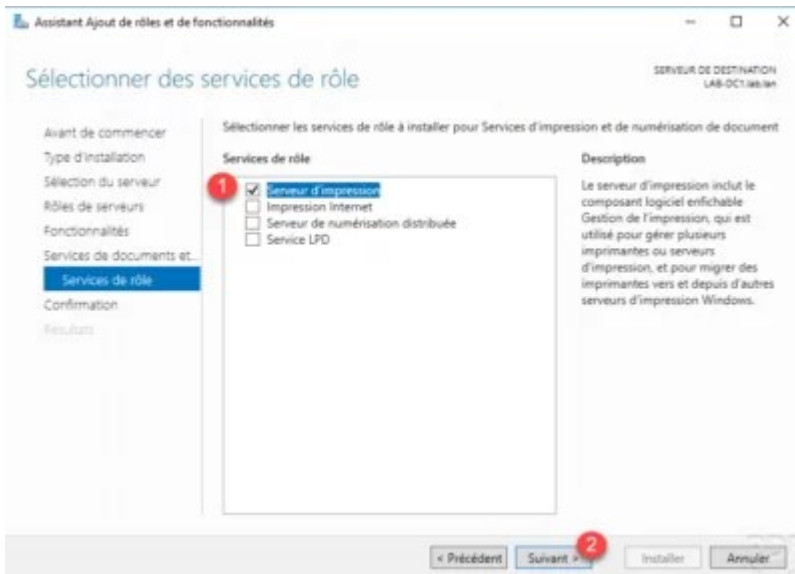 Assistant Ajout de rôles et de fonctionnalités
Sélectionner des services de rôle
SERVEUR DE DESTINATION
LAB-DC1.lab.lan
Avant de commencer
Type d'installation
Sélection du serveur
Rôles de serveurs
Fonctionnalités
Services de documents et...
Services de rôle
Confirmation
Résultats
Sélectionner les services de rôle à installer pour Services d'impression et de numérisation de document
Services de rôle
1
Serveur d'impression
Impression Internet
Serveur de numérisation distribuée
Service LPD
Description
Le serveur d'impression inclut le
composant logiciel enfichable
Gestion de l'impression, qui est
utilisé pour gérer plusieurs
imprimantes ou serveurs
d'impression, et pour migrer des
imprimantes vers et depuis d'autres
serveurs d'impression Windows.
2
< Précédent
Suivant >
Installer
Annuler